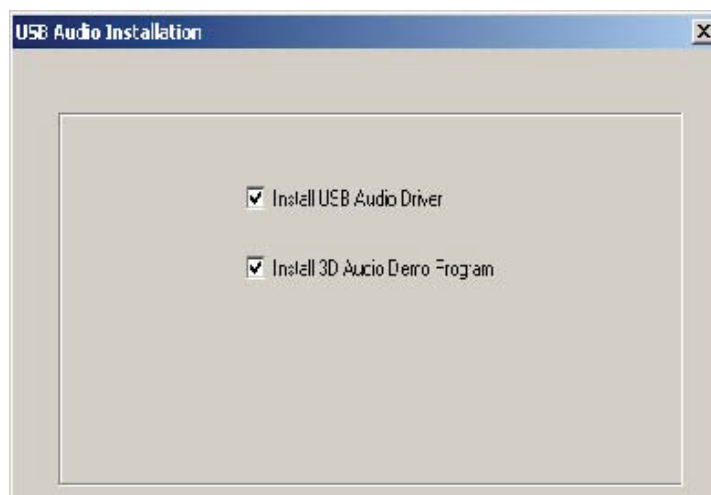 USB Audio Installation
Install USB Audio Driver
Install 3D Audio Demo Program